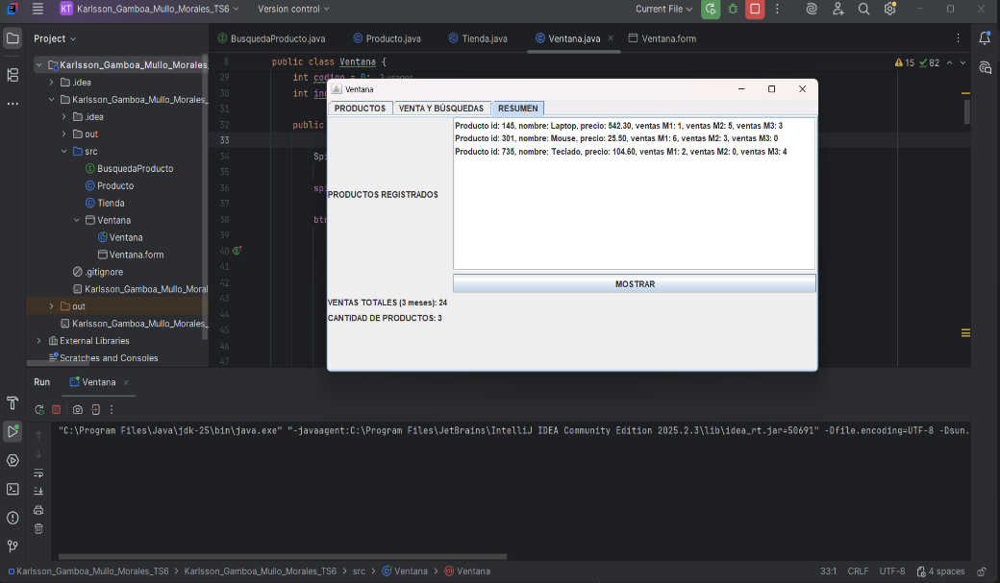 KT Karlsson_Gamboa_Mullo_Morales_TS6 Version control Current File
Project
BusquedaProducto.java Producto.java Tienda.java Ventana.java Ventana.form
Karlsson_Gamboa_Mullo_Morales_
.idea
Karlsson_Gamboa_Mullo_Morales_
.idea
out
src
BusquedaProducto
Producto
Tienda
Ventana
Ventana
Ventana.form
.gitignore
Karlsson_Gamboa_Mullo_Moral
out
Karlsson_Gamboa_Mullo_Morales_
External Libraries
Scratches and Consoles
8 public class Ventana {
15 82
29 int codigo = 0; 3 usages
30 int
31
32 public
33
34
35
36
37
38
39
40
41
42
43
44
45
46
47
Ventana
PRODUCTOS VENTA Y BÚSQUEDAS RESUMEN
PRODUCTOS REGISTRADOS
Producto id: 145, nombre: Laptop, precio: 542.30, ventas M1: 1, ventas M2: 5, ventas M3: 3
Producto id: 301, nombre: Mouse, precio: 25.50, ventas M1: 6, ventas M2: 3, ventas M3: 0
Producto id: 735, nombre: Teclado, precio: 104.60, ventas M1: 2, ventas M2: 0, ventas M3: 4
MOSTRAR
VENTAS TOTALES (3 meses): 24
CANTIDAD DE PRODUCTOS: 3
Run Ventana
"C:\Program Files\Java\jdk-25\bin\java.exe" "-javaagent:C:\Program Files\JetBrains\IntelliJ IDEA Community Edition 2025.2.3\lib\idea_rt.jar=50691" -Dfile.encoding=UTF-8 -Dsun.
Karlsson_Gamboa_Mullo_Morales_TS6 > Karlsson_Gamboa_Mullo_Morales_TS6 > src > Ventana > Ventana 33:1 CRLF UTF-8 4 spaces